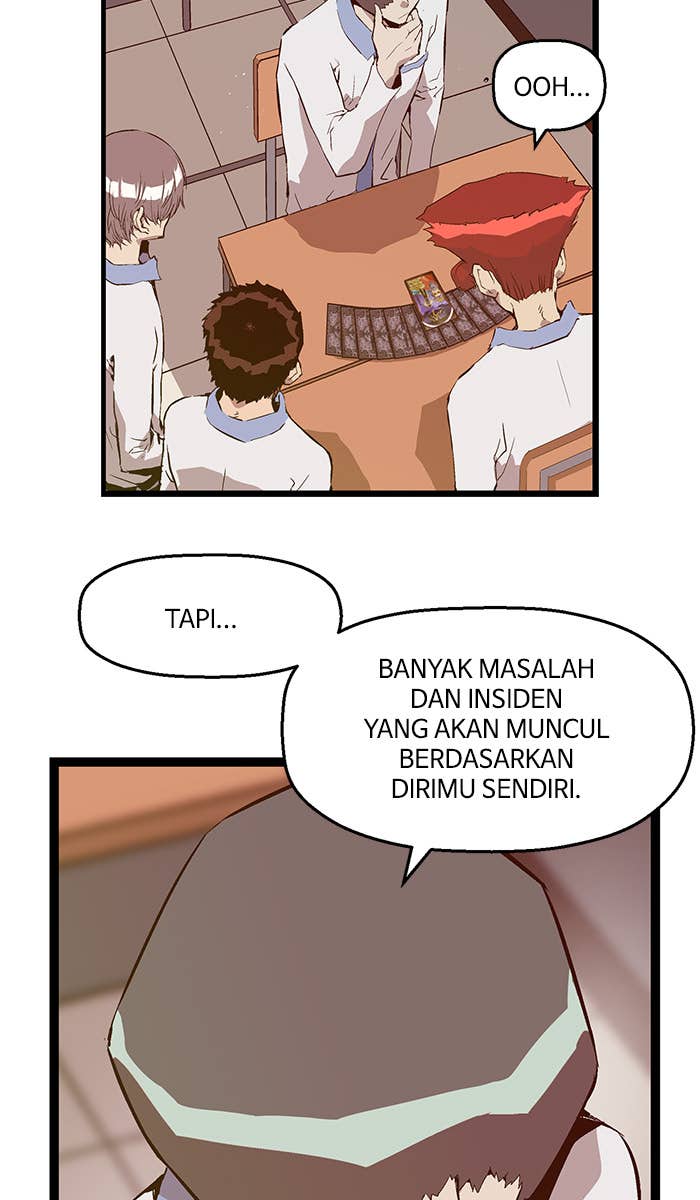 OOH...
TAPI...
BANYAK MASALAH
DAN INSIDEN
YANG AKAN MUNCUL
BERDASARKAN
DIRIMU SENDIRI.